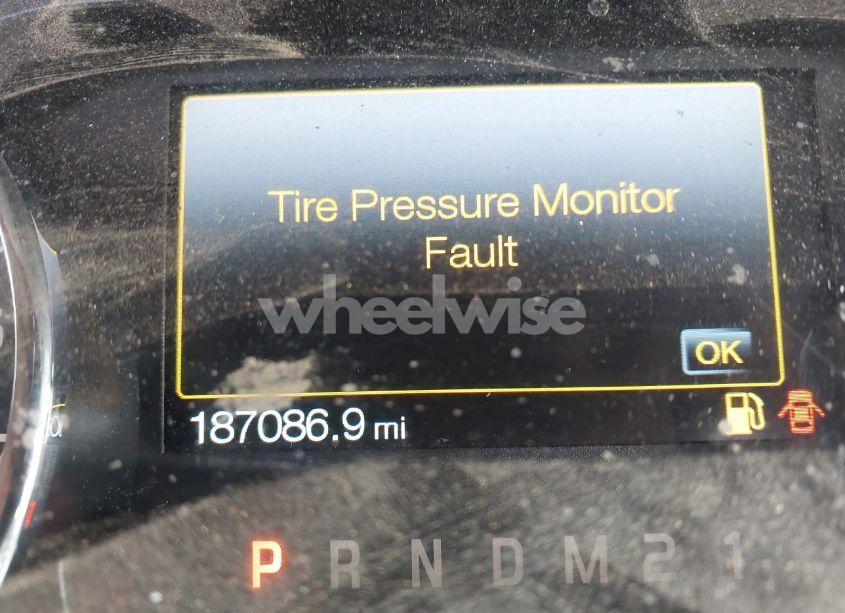 Tire Pressure Monitor
Fault
wheelwise
OK
187086.9 mi
P R N D M 2 1